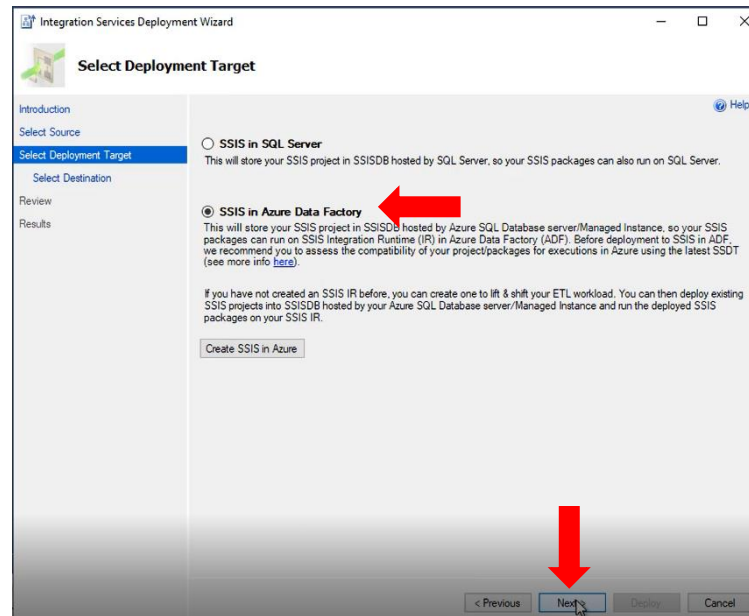 Integration Services Deployment Wizard
Select Deployment Target
Help
Introduction
Select Source
Select Deployment Target
Select Destination
Review
Results
SSIS in SQL Server
This will store your SSIS project in SSISDB hosted by SQL Server, so your SSIS packages can also run on SQL Server.
SSIS in Azure Data Factory
This will store your SSIS project in SSISDB hosted by Azure SQL Database server/Managed Instance, so your SSIS
packages can run on SSIS Integration Runtime (IR) in Azure Data Factory (ADF). Before deployment to SSIS in ADF,
we recommend you to assess the compatibility of your project/packages for executions in Azure using the latest SSDT
(see more info here).
If you have not created an SSIS IR before, you can create one to lift & shift your ETL workload. You can then deploy existing
SSIS projects into SSISDB hosted by your Azure SQL Database server/Managed Instance and run the deployed SSIS
packages on your SSIS IR.
Create SSIS in Azure
< Previous
Next >
Deploy
Cancel